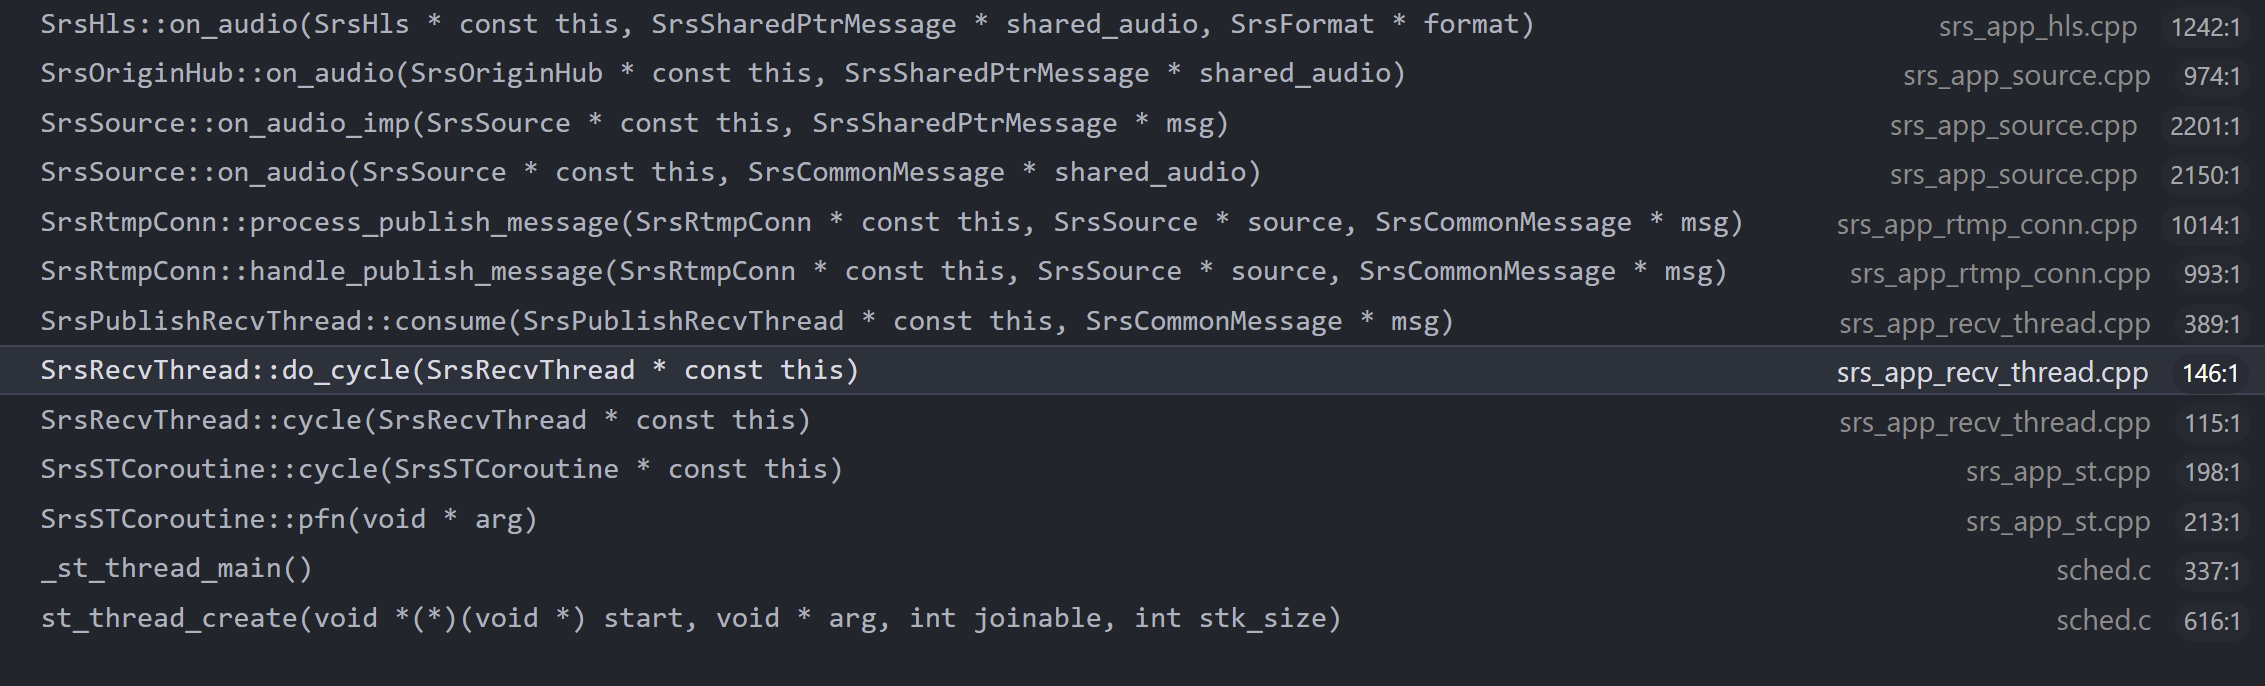 SrsHls::on_audio(SrsHls * const this, SrsSharedPtrMessage * shared_audio, SrsFormat * format) srs_app_hls.cpp 1242:1
SrsOriginHub::on_audio(SrsOriginHub * const this, SrsSharedPtrMessage * shared_audio) srs_app_source.cpp 974:1
SrsSource::on_audio_imp(SrsSource * const this, SrsSharedPtrMessage * msg) srs_app_source.cpp 2201:1
SrsSource::on_audio(SrsSource * const this, SrsCommonMessage * shared_audio) srs_app_source.cpp 2150:1
SrsRtmpConn::process_publish_message(SrsRtmpConn * const this, SrsSource * source, SrsCommonMessage * msg) srs_app_rtmp_conn.cpp 1014:1
SrsRtmpConn::handle_publish_message(SrsRtmpConn * const this, SrsSource * source, SrsCommonMessage * msg) srs_app_rtmp_conn.cpp 993:1
SrsPublishRecvThread::consume(SrsPublishRecvThread * const this, SrsCommonMessage * msg) srs_app_recv_thread.cpp 389:1
SrsRecvThread::do_cycle(SrsRecvThread * const this) srs_app_recv_thread.cpp 146:1
SrsRecvThread::cycle(SrsRecvThread * const this) srs_app_recv_thread.cpp 115:1
SrsSTCoroutine::cycle(SrsSTCoroutine * const this) srs_app_st.cpp 198:1
SrsSTCoroutine::pfn(void * arg) srs_app_st.cpp 213:1
_st_thread_main() sched.c 337:1
st_thread_create(void *(*)(void *) start, void * arg, int joinable, int stk_size) sched.c 616:1